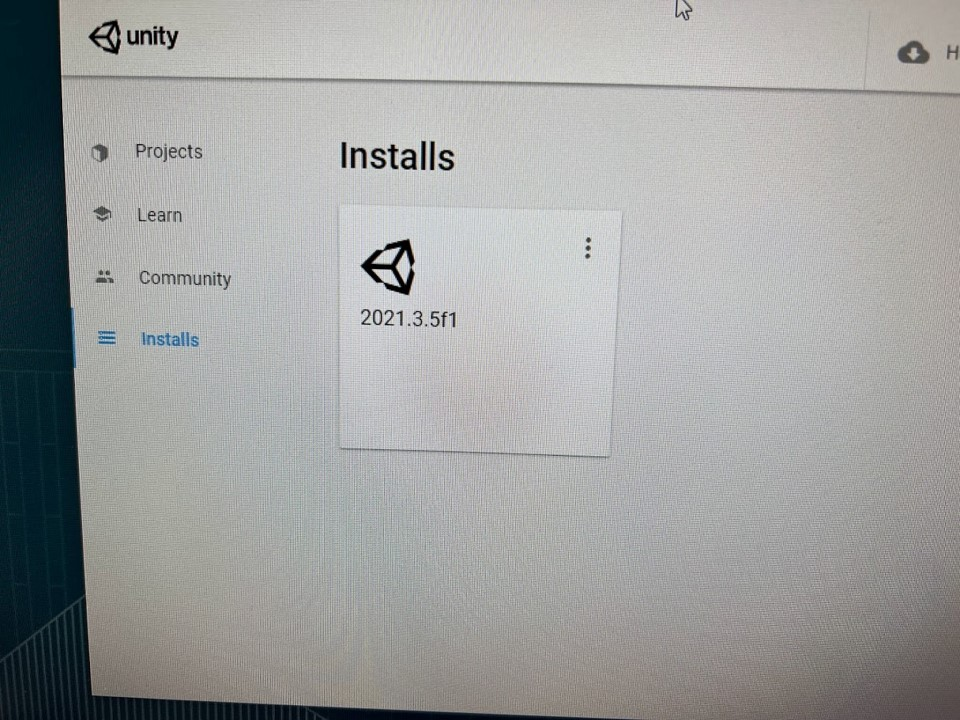 unity
H
Projects
Installs
Learn
2021.3.5f1
Community
Installs